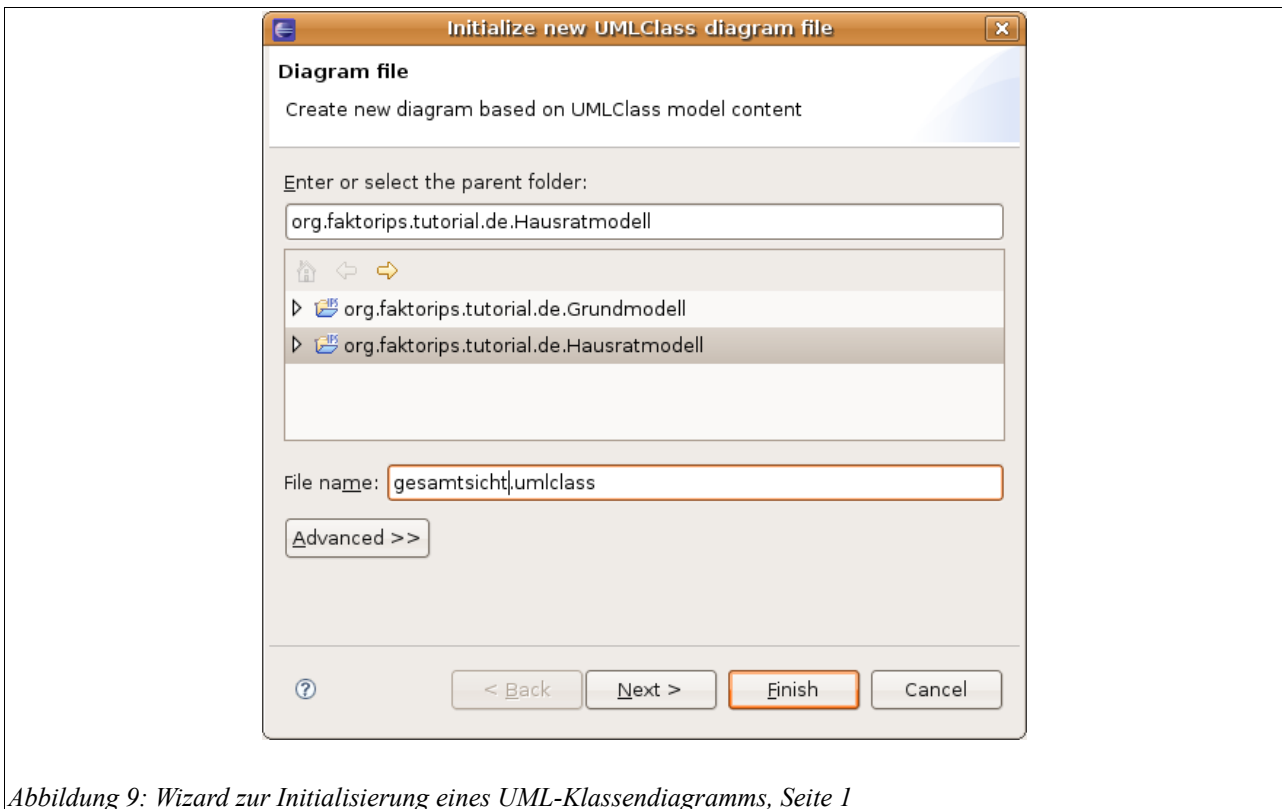 Initialize new UMLClass diagram file
Diagram file
Create new diagram based on UMLClass model content
Enter or select the parent folder:
org.faktorips.tutorial.de.Hausratmodell
org.faktorips.tutorial.de.Grundmodell
org.faktorips.tutorial.de.Hausratmodell
File name: gesamtsicht.umlclass
Advanced >>
< Back Next > Finish Cancel
Abbildung 9: Wizard zur Initialisierung eines UML-Klassendiagramms, Seite 1